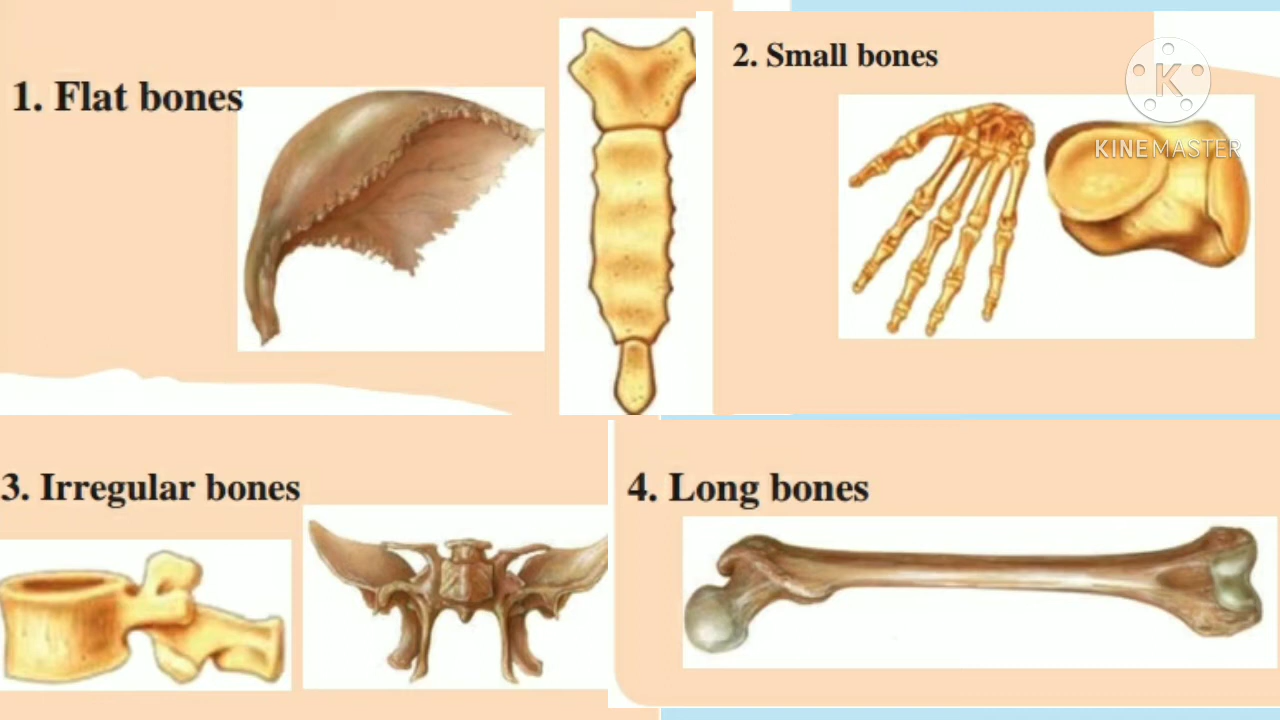 1. Flat bones
2. Small bones
K
KINEMASTER
3. Irregular bones
4. Long bones